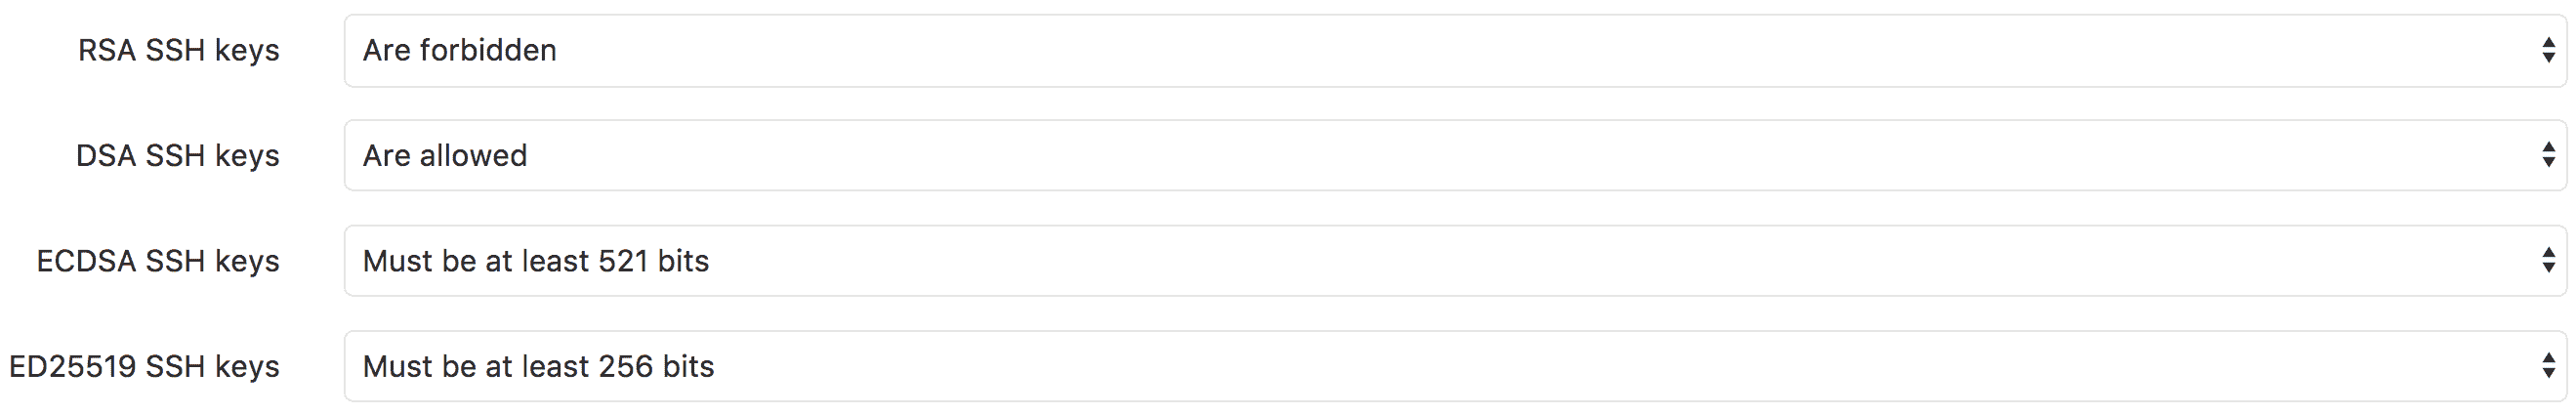 RSA SSH keys Are forbidden
DSA SSH keys Are allowed
ECDSA SSH keys Must be at least 521 bits
ED25519 SSH keys Must be at least 256 bits